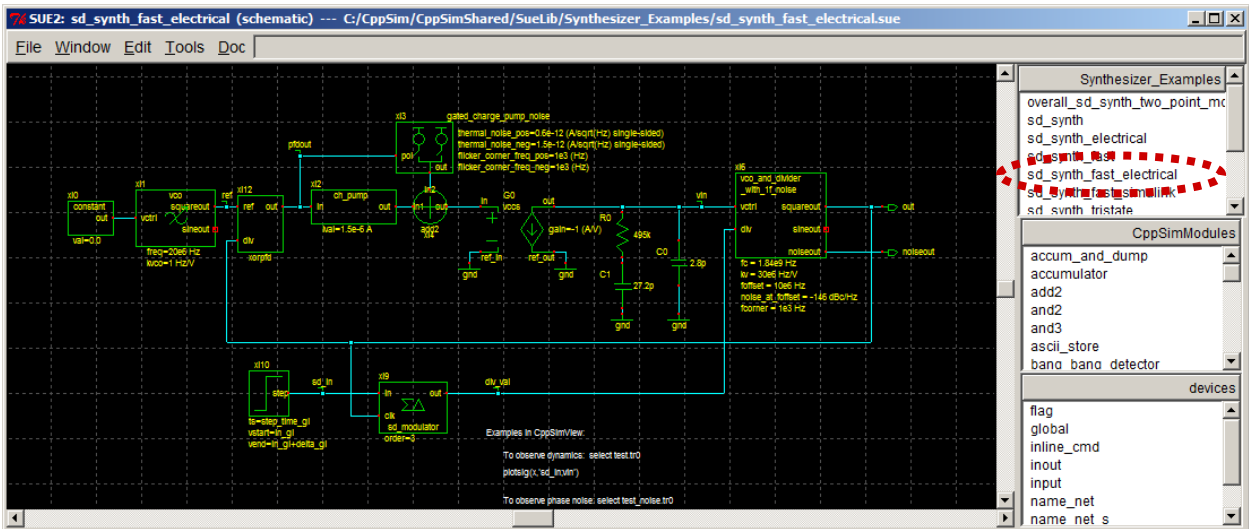 SUE2: sd_synth_fast_electrical (schematic) --- C:/CppSim/CppSimShared/SueLib/Synthesizer_Examples/sd_synth_fast_electrical.sue
File Window Edit Tools Doc
xi3
gated_charge_pump_noise
thermal_noise_pos=0.6e-12 (A/sqrt(Hz) single-sided)
thermal_noise_neg=1.5e-12 (A/sqrt(Hz) single-sided)
flicker_corner_freq_pos=1e3 (Hz)
flicker_corner_freq_neg=1e3 (Hz)
pol
out
pfdout
xi0
constant
out
val=0.0
xi1
vco
squareout
vctrl
sineout
freq=20e6 Hz
kvco=1 Hz/V
ref
xi12
ref out
div
xorpfd
xi2
ch_pump
in out
ival=1.5e-6 A
in2
in1 out
add2
xi4
in
G0
vccs
out
gain=-1 (A/V)
ref_in
ref_out
gnd
gnd
R0
495k
C1
27.2p
gnd
C0
2.8p
gnd
vin
xi6
vco_and_divider
_with_1f_noise
vctrl squareout
div sineout
noiseout
fc = 1.84e9 Hz
kv = 30e6 Hz/V
foffset = 10e6 Hz
noise_at_foffset = -146 dBc/Hz
fcorner = 1e3 Hz
out
noiseout
xi10
step
ts=step_time_gl
vstart=in_gl
vend=in_gl+delta_gl
sd_in
xi9
in out
ΣΔ
clk
sd_modulator
order=3
div_val
Examples in CppSimView:
To observe dynamics: select test.tr0
plotsig(x,'sd_in;vin')
To observe phase noise: select test_noise.tr0
Synthesizer_Examples
overall_sd_synth_two_point_mo
sd_synth
sd_synth_electrical
sd_synth_fast
sd_synth_fast_electrical
sd_synth_fast_simulink
sd_synth_tristate
CppSimModules
accum_and_dump
accumulator
add2
and2
and3
ascii_store
bang_bang_detector
devices
flag
global
inline_cmd
inout
input
name_net
name_net_s